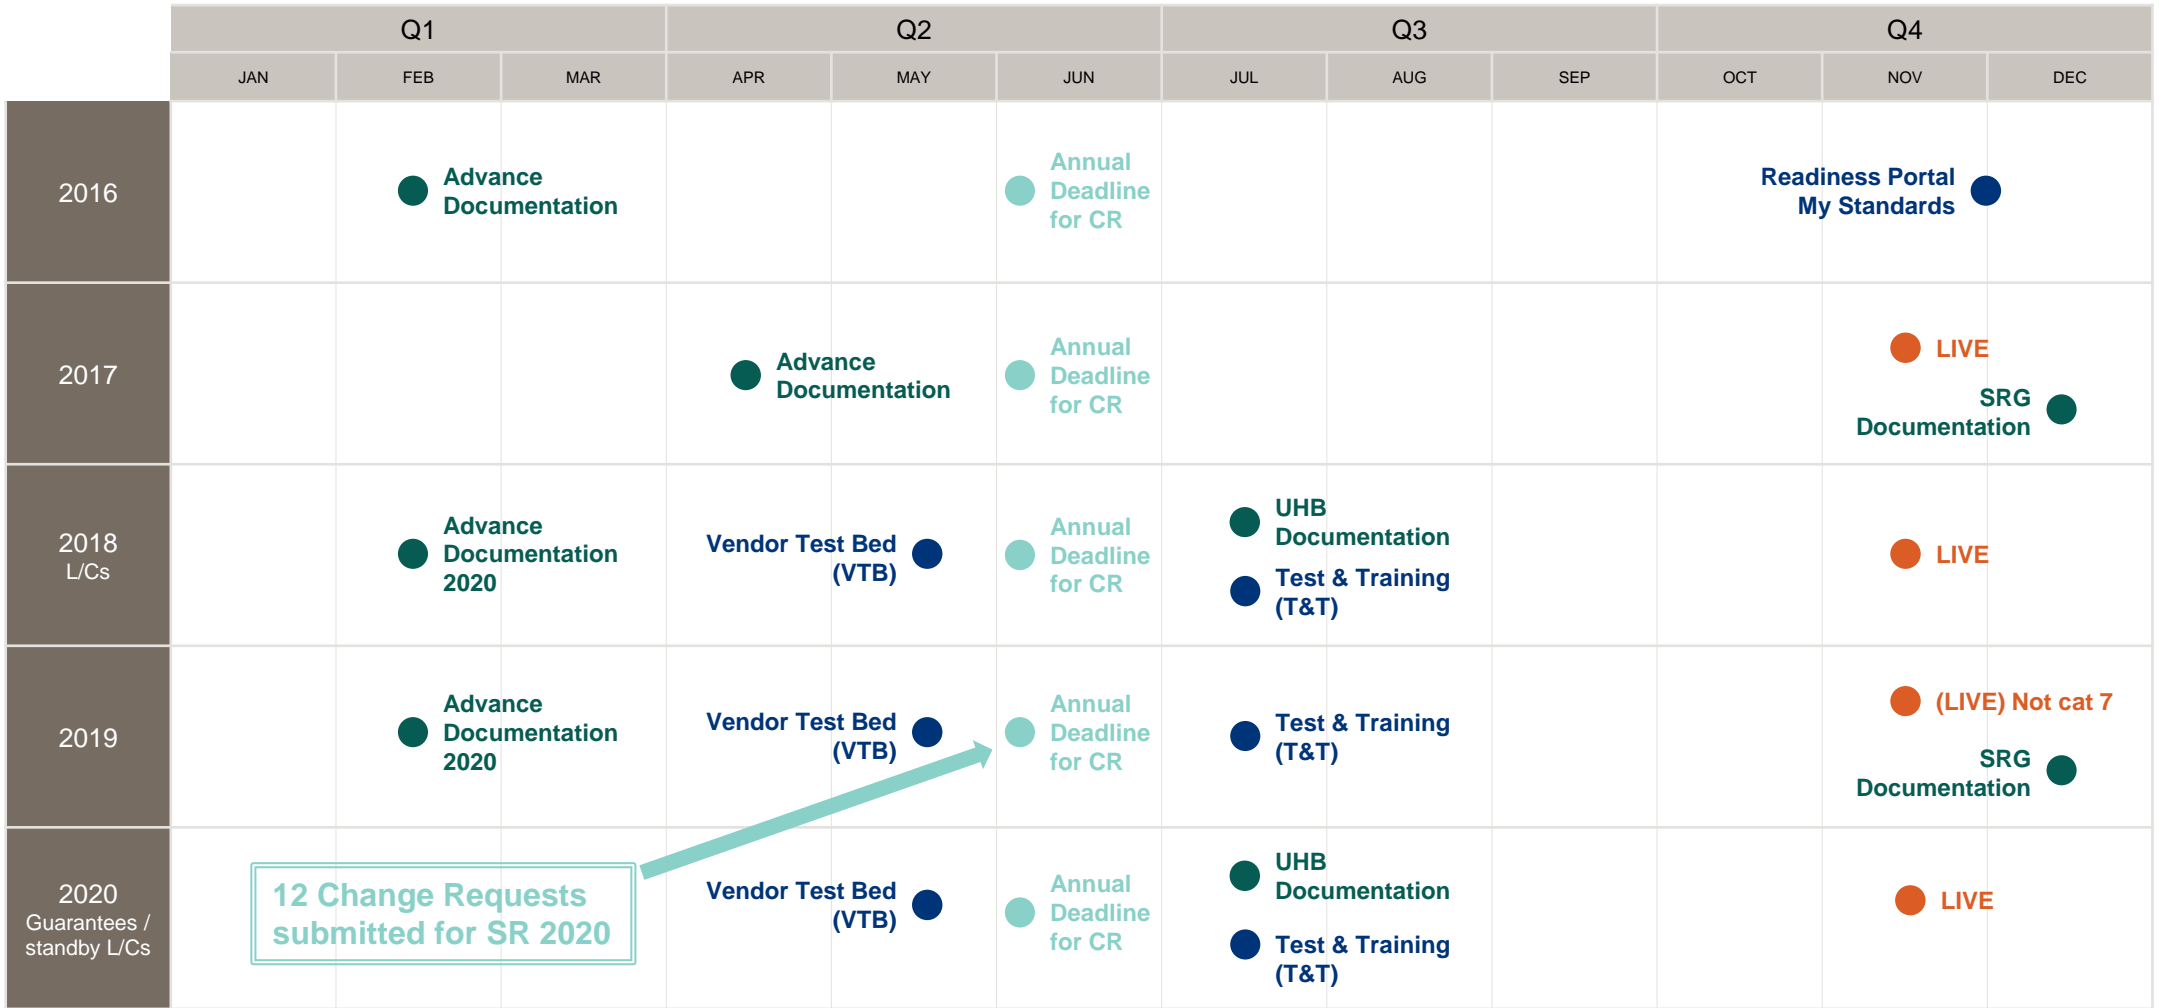 Q1
Q2
Q3
Q4
JAN
FEB
MAR
APR
MAY
JUN
JUL
AUG
SEP
OCT
NOV
DEC
2016
Advance
Documentation
Annual
Deadline
for CR
Readiness Portal
My Standards
2017
Advance
Documentation
Annual
Deadline
for CR
LIVE
SRG
Documentation
2018
L/Cs
Advance
Documentation
2020
Vendor Test Bed
(VTB)
Annual
Deadline
for CR
UHB
Documentation
Test & Training
(T&T)
LIVE
2019
Advance
Documentation
2020
Vendor Test Bed
(VTB)
Annual
Deadline
for CR
Test & Training
(T&T)
(LIVE) Not cat 7
SRG
Documentation
2020
Guarantees /
standby L/Cs
12 Change Requests
submitted for SR 2020
Vendor Test Bed
(VTB)
Annual
Deadline
for CR
UHB
Documentation
Test & Training
(T&T)
LIVE